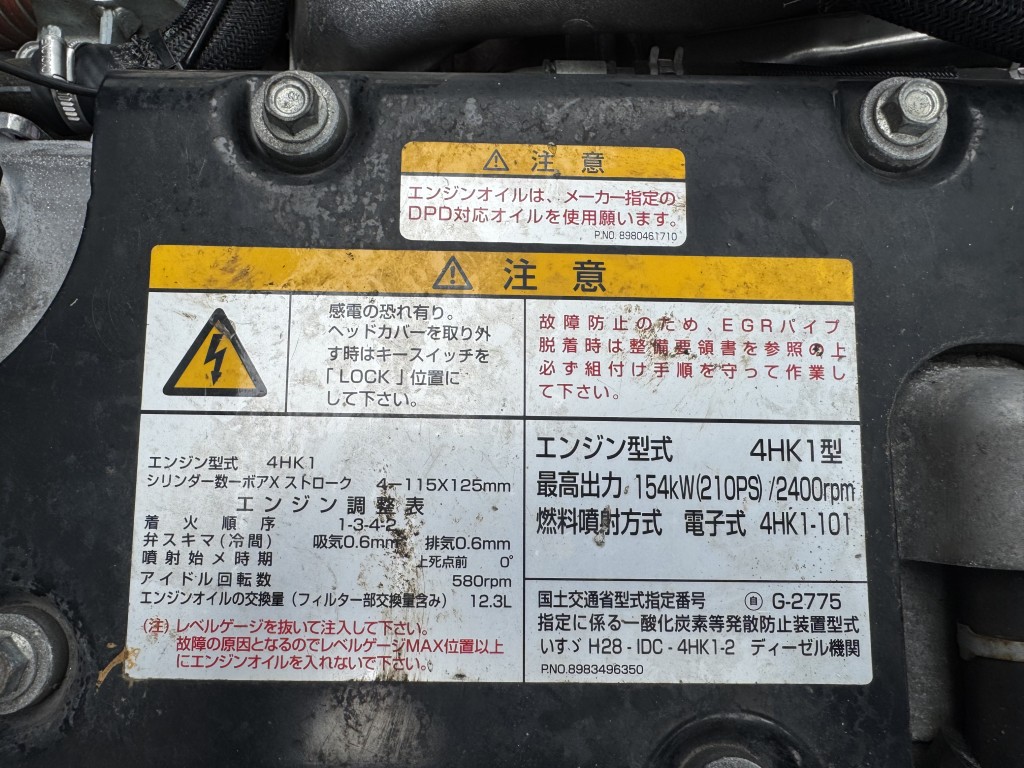 ⚠ 注意
エンジンオイルは、メーカー指定の
DPD対応オイルを使用願います。
P.NO. 8980461710
⚠ 注意
感電の恐れ有り。
ヘッドカバーを取り外
す時はキースイッチを
「LOCK」位置に
して下さい。
故障防止のため、EGRパイプ
脱着時は整備要領書を参照の上
必ず組付け手順を守って作業し
て下さい。
エンジン型式 4HK1
シリンダー数ーボアX ストローク 4ー115X125mm
エンジン調整表
着火順序 1-3-4-2
弁スキマ(冷間) 吸気0.6mm 排気0.6mm
噴射始メ時期 上死点前 0°
アイドル回転数 580rpm
エンジンオイルの交換量(フィルター部交換量含み) 12.3L
(注)レベルゲージを抜いて注入して下さい。
故障の原因となるのでレベルゲージMAX位置以上
にエンジンオイルを入れないで下さい。
エンジン型式 4HK1型
最高出力 154kW(210PS)/2400rpm
燃料噴射方式 電子式 4HK1-101
国土交通省型式指定番号 ㊀自 G-2775
指定に係る一酸化炭素等発散防止装置型式
いすゞ H28-IDC-4HK1-2 ディーゼル機関
P.NO.8983496350